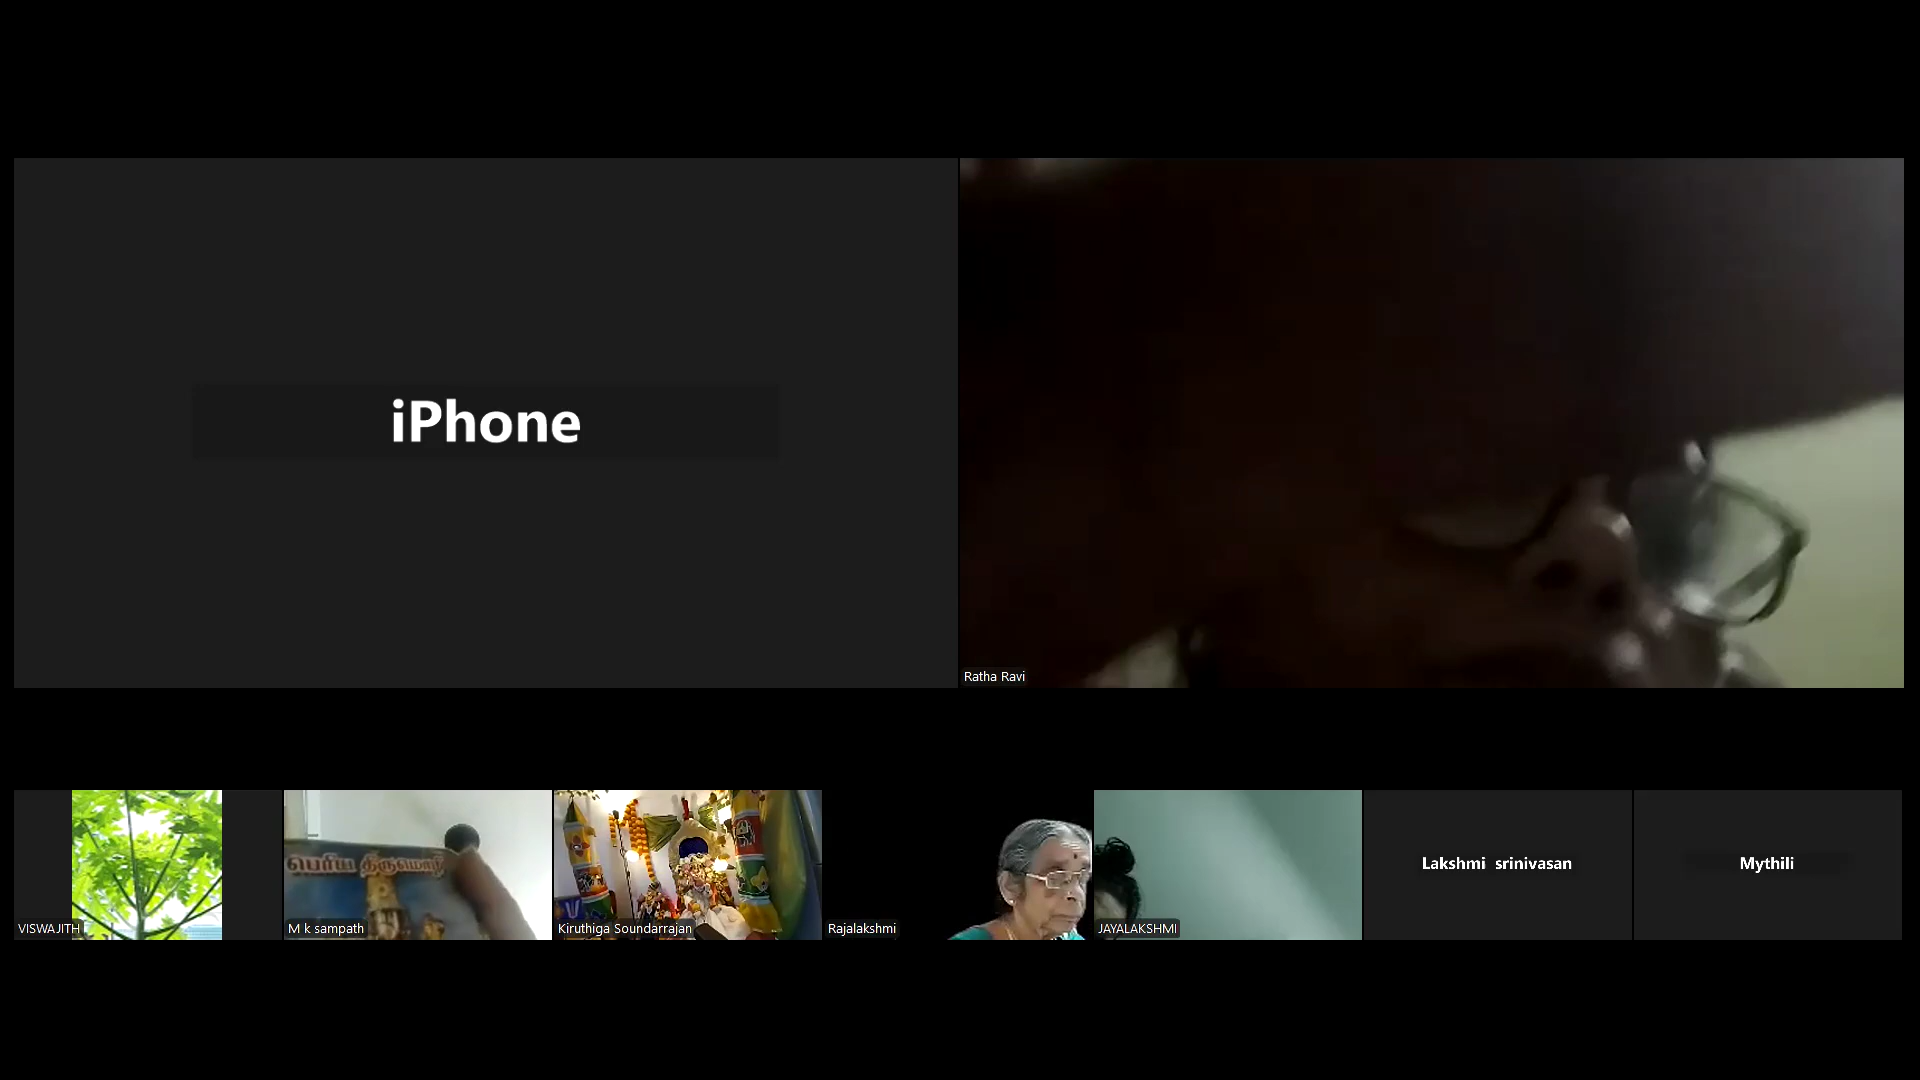 iPhone
Ratha Ravi
VISWAJITH
பெரிய திருமொழி
M k sampath
Kiruthiga Soundarrajan
Rajalakshmi
JAYALAKSHMI
Lakshmi srinivasan
Mythili